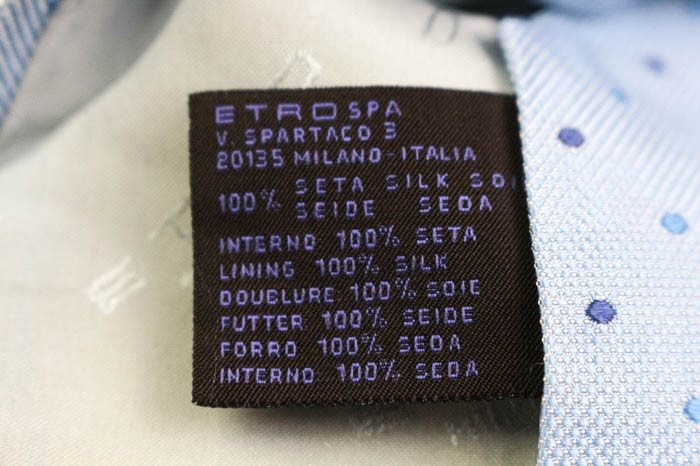 ETRO SPA
V. SPARTACO 3
20135 MILANO-ITALIA
100% SETA SILK
SEIDE SEDA
INTERNO 100% SETA
LINING 100% SILK
DOUBLURE 100% SOIE
FUTTER 100% SEIDE
FORRO 100% SEDA
INTERNO 100% SEDA